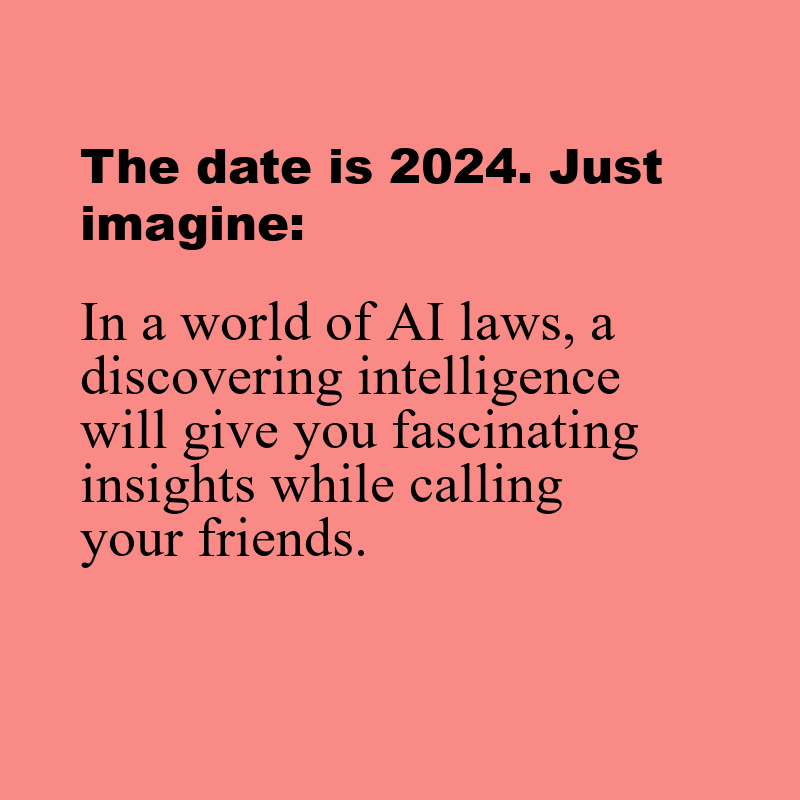 The date is 2024. Just
imagine:
In a world of AI laws, a
discovering intelligence
will give you fascinating
insights while calling
your friends.